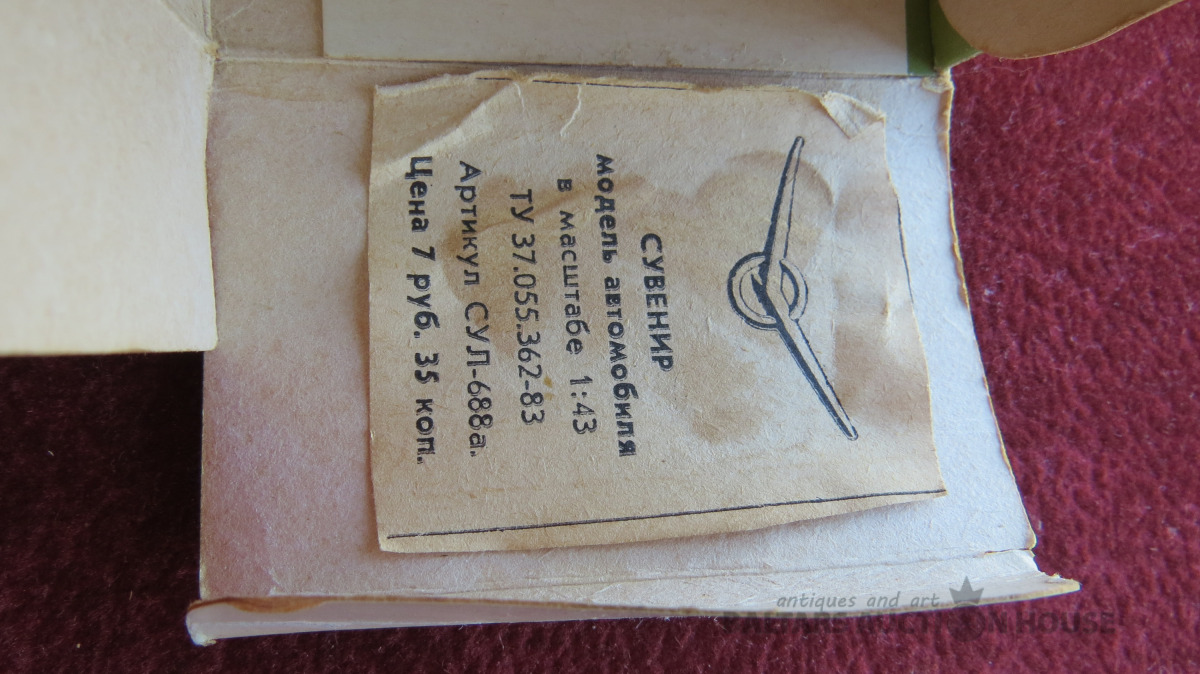 СУВЕНИР
модель автомобиля
в масштабе 1:43
ТУ 37.055.362-83
Артикул СУЛ-688а.
Цена 7 руб. 35 коп.
antiques and art
HOUSE